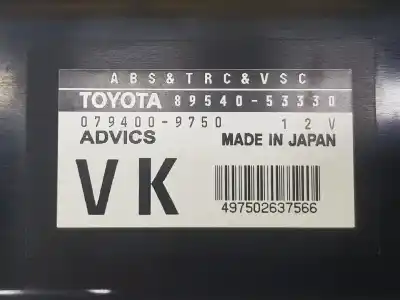 ABS&TRC&VSC
TOYOTA 89540-53330
079400-9750 12V
ADVICS MADE IN JAPAN
VK
497502637566